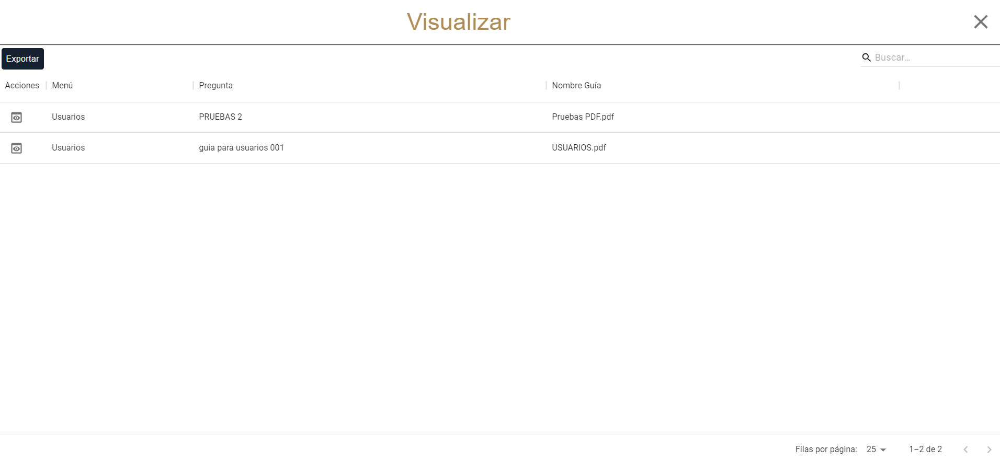 Visualizar
Exportar
Buscar...
Acciones Menú Pregunta Nombre Guía
Usuarios PRUEBAS 2 Pruebas PDF.pdf
Usuarios guia para usuarios 001 USUARIOS.pdf
Filas por página: 25 1–2 de 2